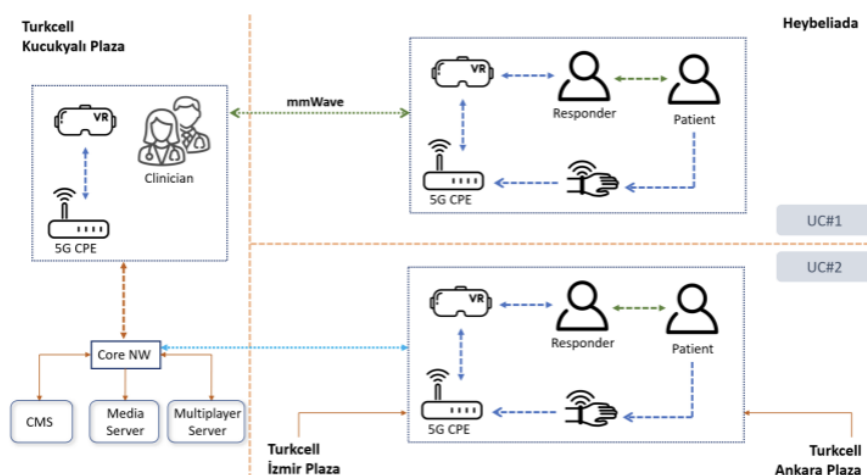 Turkcell
Kucukyalı Plaza
VR
Clinician
5G CPE
Core NW
CMS
Media
Server
Multiplayer
Server
mmWave
Heybeliada
VR
Responder
Patient
5G CPE
UC#1
UC#2
VR
Responder
Patient
5G CPE
Turkcell
İzmir Plaza
Turkcell
Ankara Plaza